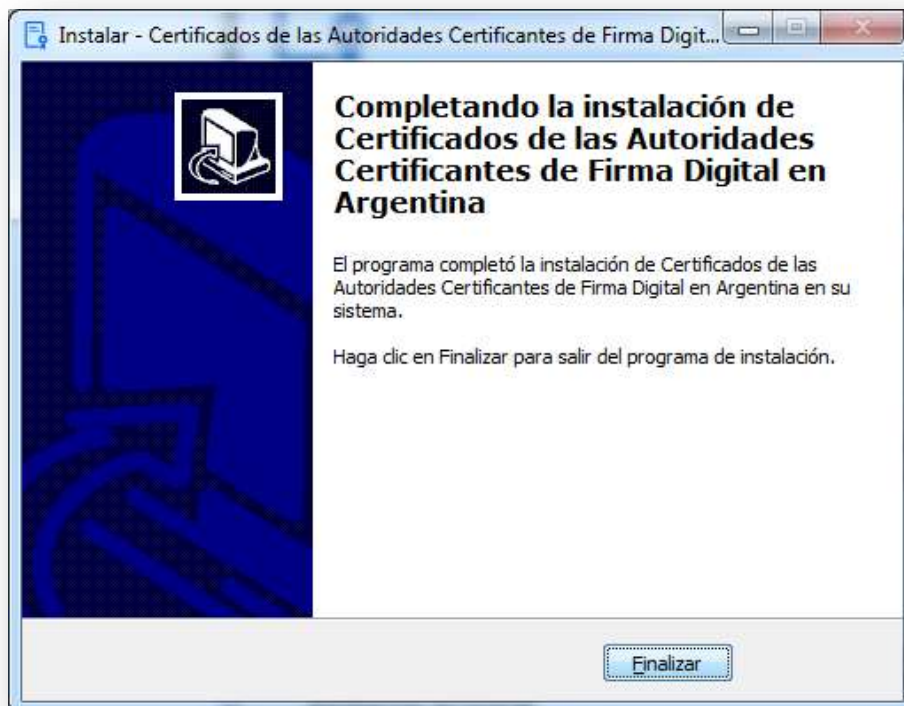 Instalar - Certificados de las Autoridades Certificantes de Firma Digit...
Completando la instalación de
Certificados de las Autoridades
Certificantes de Firma Digital en
Argentina
El programa completó la instalación de Certificados de las
Autoridades Certificantes de Firma Digital en Argentina en su
sistema.
Haga clic en Finalizar para salir del programa de instalación.
Finalizar